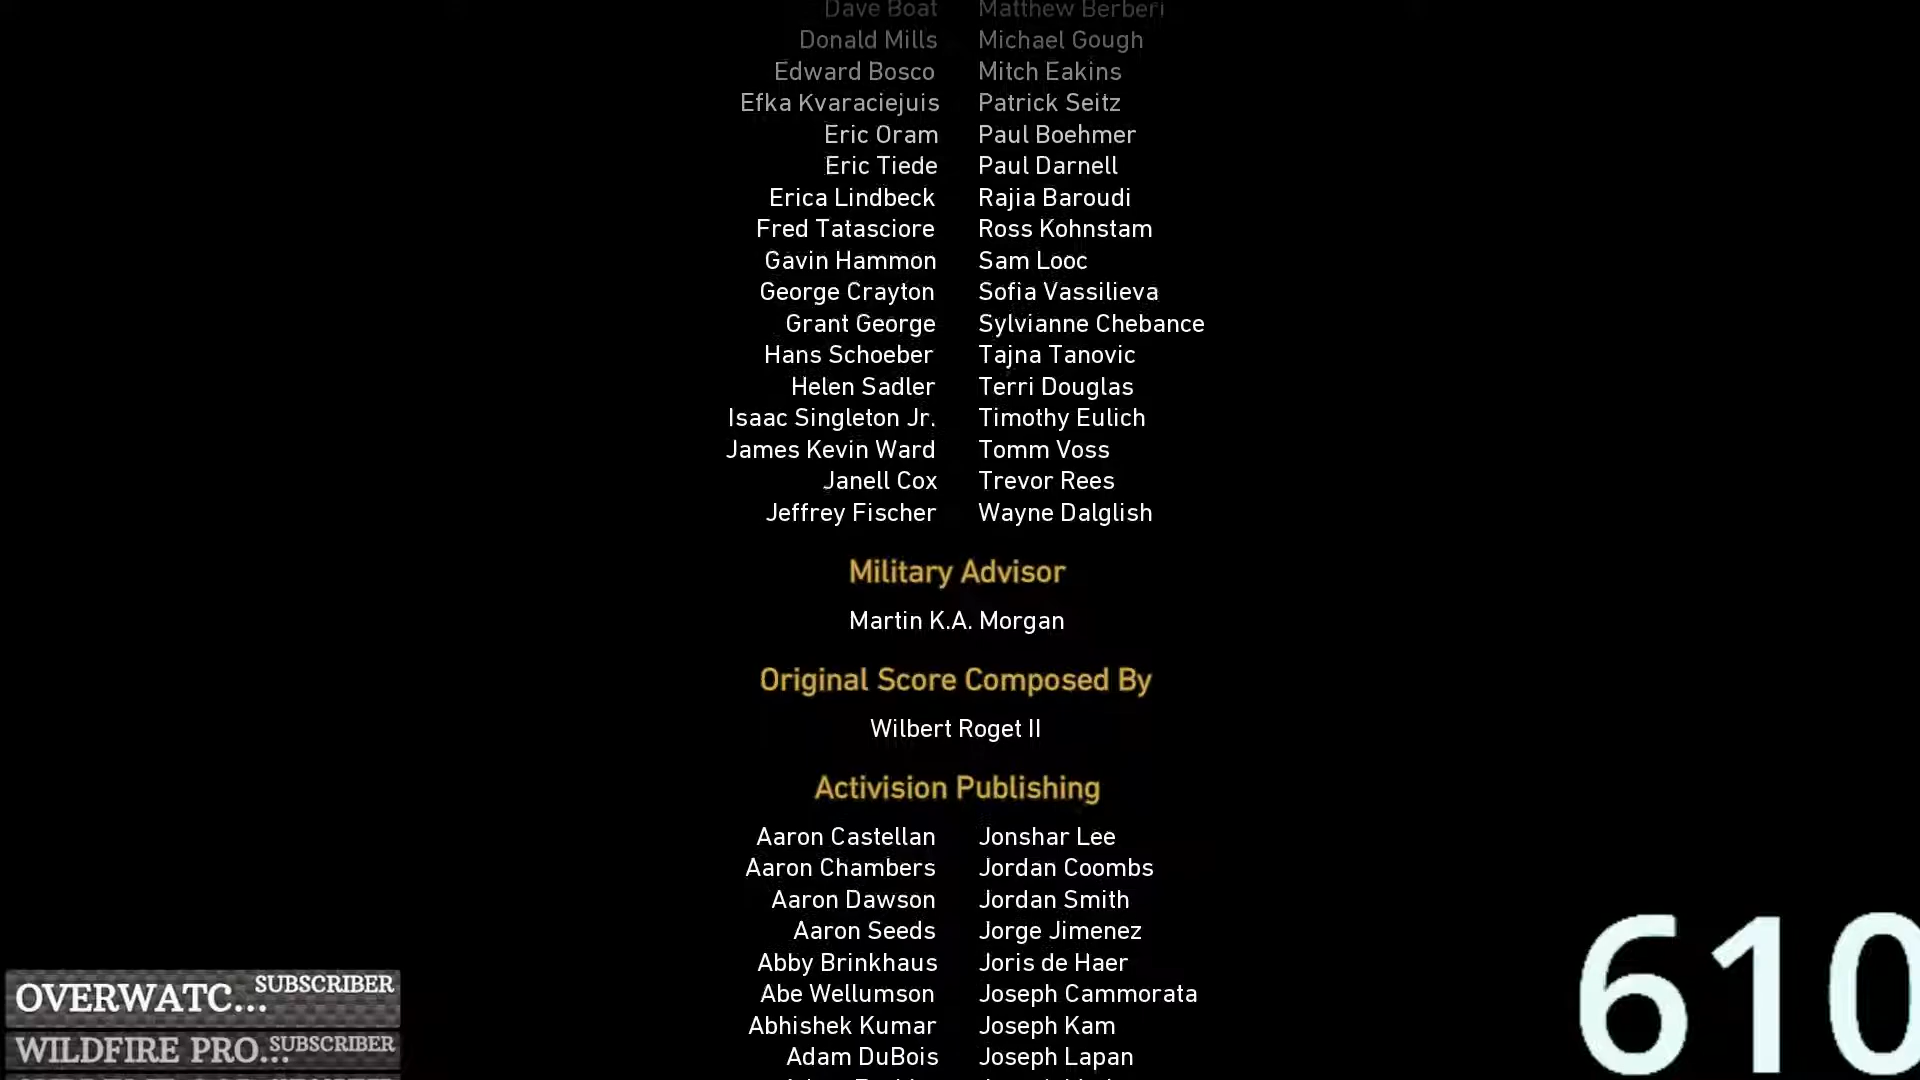 Dave Boat Matthew Berberi
Donald Mills Michael Gough
Edward Bosco Mitch Eakins
Efka Kvaraciejuis Patrick Seitz
Eric Oram Paul Boehmer
Eric Tiede Paul Darnell
Erica Lindbeck Rajia Baroudi
Fred Tatasciore Ross Kohnstam
Gavin Hammon Sam Looc
George Crayton Sofia Vassilieva
Grant George Sylvianne Chebance
Hans Schoeber Tajna Tanovic
Helen Sadler Terri Douglas
Isaac Singleton Jr. Timothy Eulich
James Kevin Ward Tomm Voss
Janell Cox Trevor Rees
Jeffrey Fischer Wayne Dalglish
Military Advisor
Martin K.A. Morgan
Original Score Composed By
Wilbert Roget II
Activision Publishing
Aaron Castellan Jonshar Lee
Aaron Chambers Jordan Coombs
Aaron Dawson Jordan Smith
Aaron Seeds Jorge Jimenez
Abby Brinkhaus Joris de Haer
Abe Wellumson Joseph Cammorata
Abhishek Kumar Joseph Kam
Adam DuBois Joseph Lapan
OVERWATC... SUBSCRIBER
WILDFIRE PRO... SUBSCRIBER
610